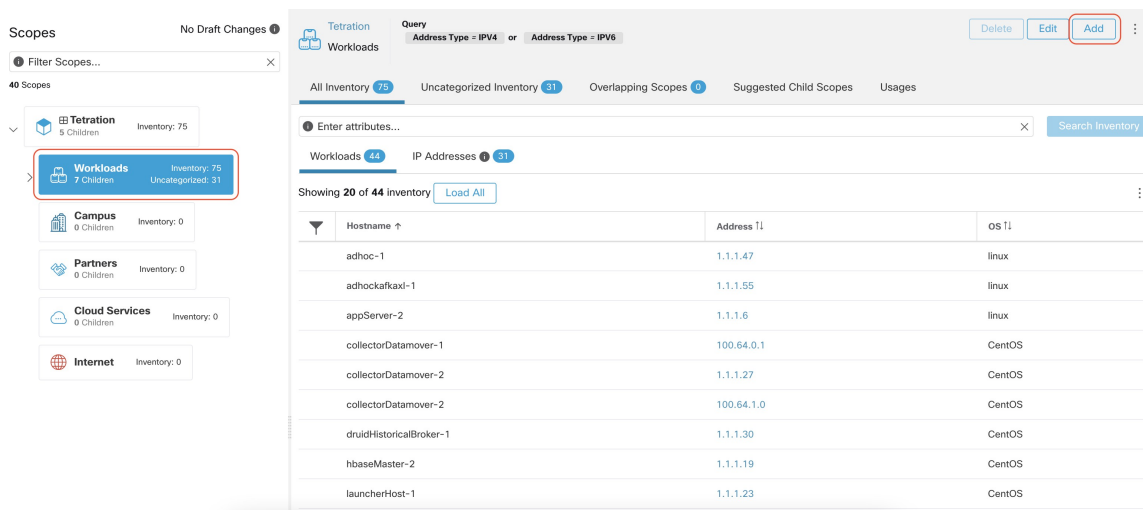 Scopes
No Draft Changes
Filter Scopes...
40 Scopes
Tetration
5 Children
Inventory: 75
Workloads
7 Children
Inventory: 75
Uncategorized: 31
Campus
0 Children
Inventory: 0
Partners
0 Children
Inventory: 0
Cloud Services
0 Children
Inventory: 0
Internet
Inventory: 0
Tetration
Workloads
Query
Address Type = IPV4 or Address Type = IPV6
Delete Edit Add
All Inventory 75 Uncategorized Inventory 31 Overlapping Scopes 0 Suggested Child Scopes Usages
Enter attributes... Search Inventory
Workloads 44 IP Addresses 31
Showing 20 of 44 inventory Load All
Hostname Address OS
adhoc-1 1.1.1.47 linux
adhockafkaxl-1 1.1.1.55 linux
appServer-2 1.1.1.6 linux
collectorDatamover-1 100.64.0.1 CentOS
collectorDatamover-2 1.1.1.27 CentOS
collectorDatamover-2 100.64.1.0 CentOS
druidHistoricalBroker-1 1.1.1.30 CentOS
hbaseMaster-2 1.1.1.19 CentOS
launcherHost-1 1.1.1.23 CentOS